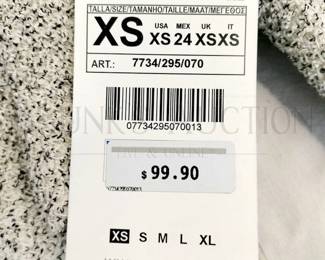 TALLA/SIZE/TAMANHO/TAILLE/MAAT/ΜΕΓΕΘΟΣ
XS
USA MEX UK IT
XS 24 XS XS
ART.: 7734/295/070
07734295070013
$ 99.90
07734295070013
XS S M L XL